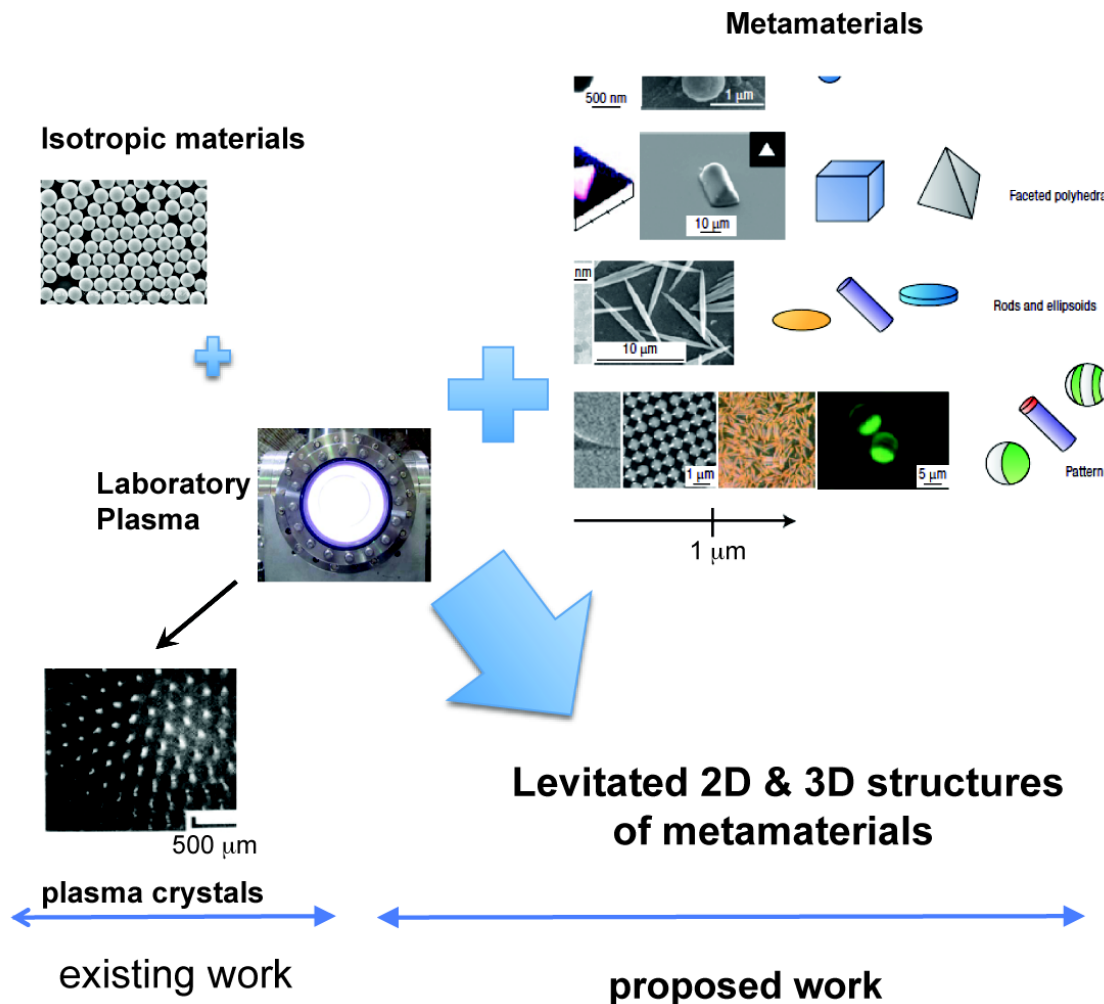 Metamaterials
500 nm
1 μm
Isotropic materials
10 μm
Faceted polyhedra
nm
10 μm
Rods and ellipsoids
Laboratory
Plasma
1 μm
5 μm
Pattern
1 μm
500 μm
Levitated 2D & 3D structures
of metamaterials
plasma crystals
existing work
proposed work